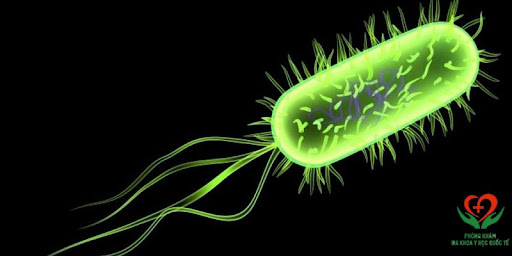 PHÒNG KHÁM
ĐA KHOA Y HỌC QUỐC TẾ